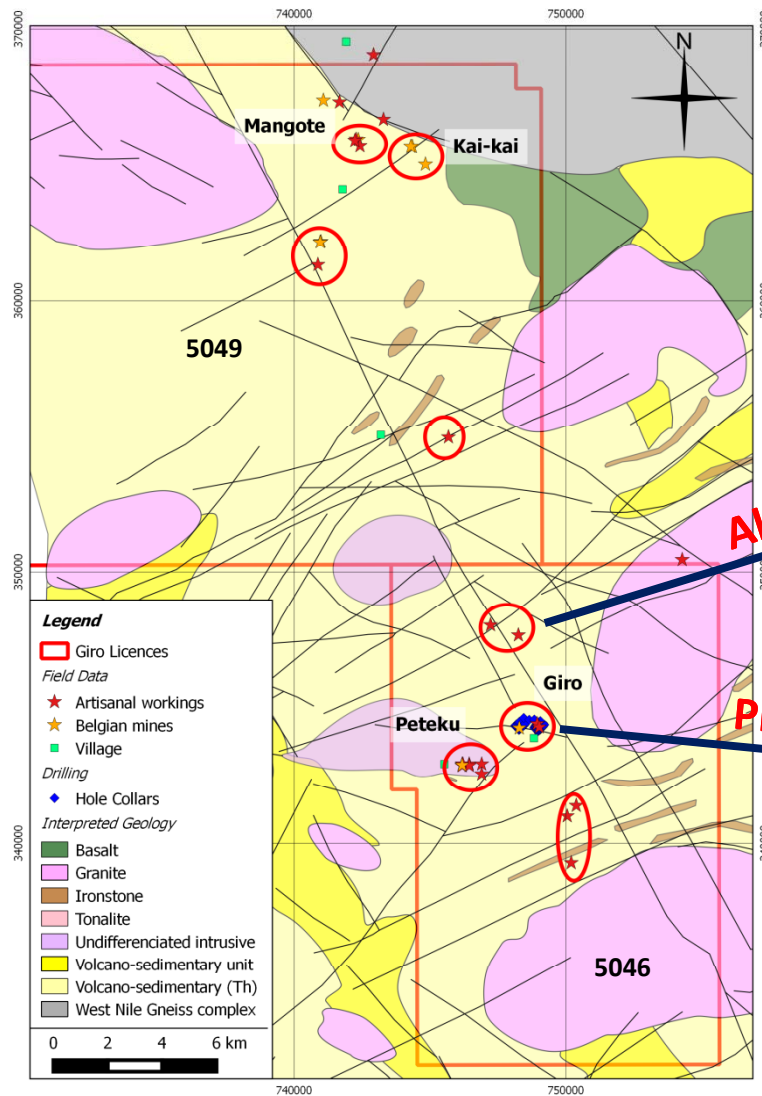 740000
750000
370000
N
Mangote
Kai-kai
360000
360000
5049
350000
Giro
Peteku
Legend
Giro Licences
Field Data
Artisanal workings
Belgian mines
Village
Drilling
Hole Collars
Interpreted Geology
Basalt
Granite
Ironstone
Tonalite
Undifferenciated intrusive
Volcano-sedimentary unit
Volcano-sedimentary (Th)
West Nile Gneiss complex
0 2 4 6 km
340000
5046
740000
750000